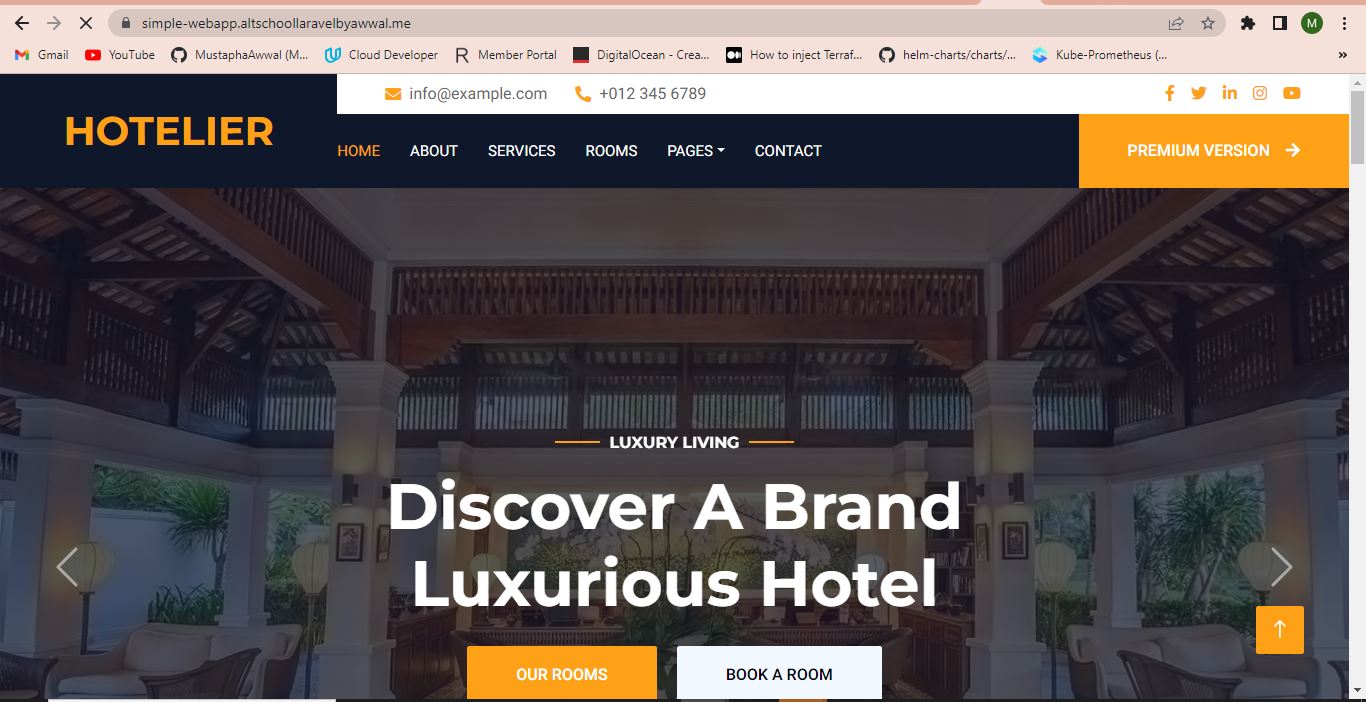 simple-webapp.altschoollaravelbyawwal.me
M
Gmail
YouTube
MustaphaAwwal (M...
Cloud Developer
R
Member Portal
DigitalOcean - Crea...
How to inject Terraf...
helm-charts/charts/...
Kube-Prometheus (...
»
info@example.com
+012 345 6789
HOTELIER
HOME
ABOUT
SERVICES
ROOMS
PAGES
CONTACT
PREMIUM VERSION
LUXURY LIVING
Discover A Brand
Luxurious Hotel
OUR ROOMS
BOOK A ROOM